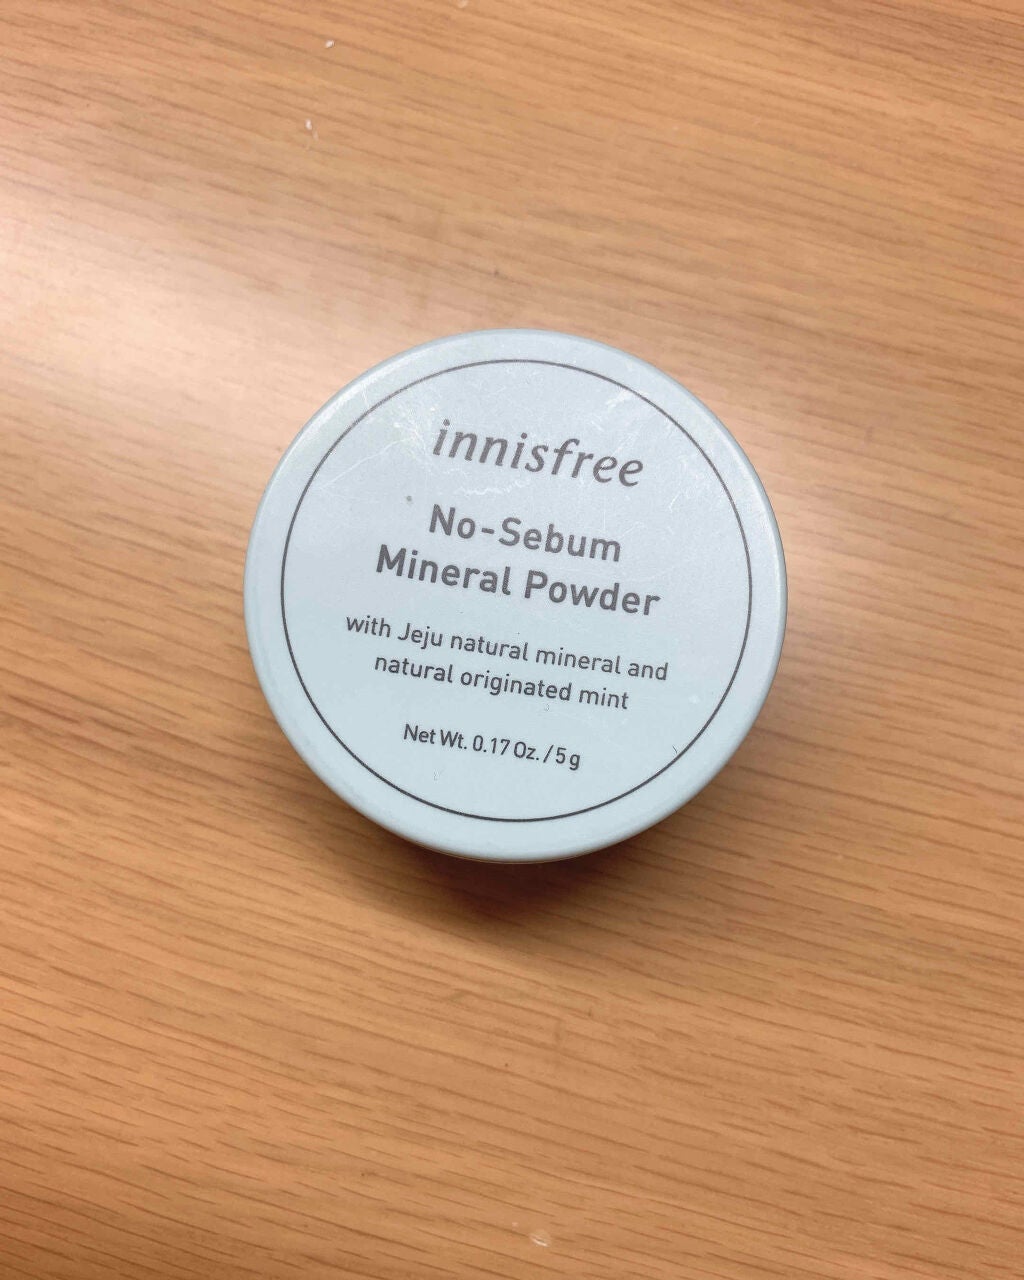 innisfree
No-Sebum
Mineral Powder
with Jeju natural mineral and
natural originated mint
Net Wt. 0.17 Oz. / 5 g